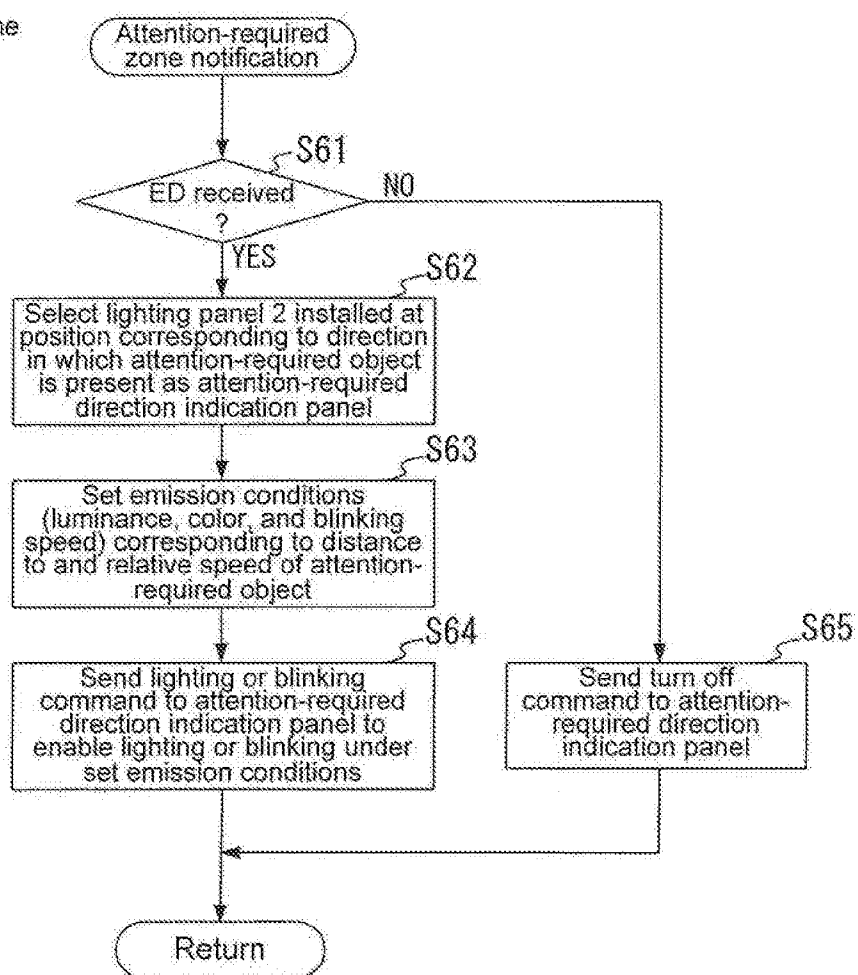 ne
Attention-required
zone notification
S61
ED received
?
NO
YES
S62
Select lighting panel 2 installed at
position corresponding to direction
in which attention-required object
is present as attention-required
direction indication panel
S63
Set emission conditions
(luminance, color, and blinking
speed) corresponding to distance
to and relative speed of attention-
required object
S64
Send lighting or blinking
command to attention-required
direction indication panel to
enable lighting or blinking under
set emission conditions
S65
Send turn off
command to attention-
required direction
indication panel
Return